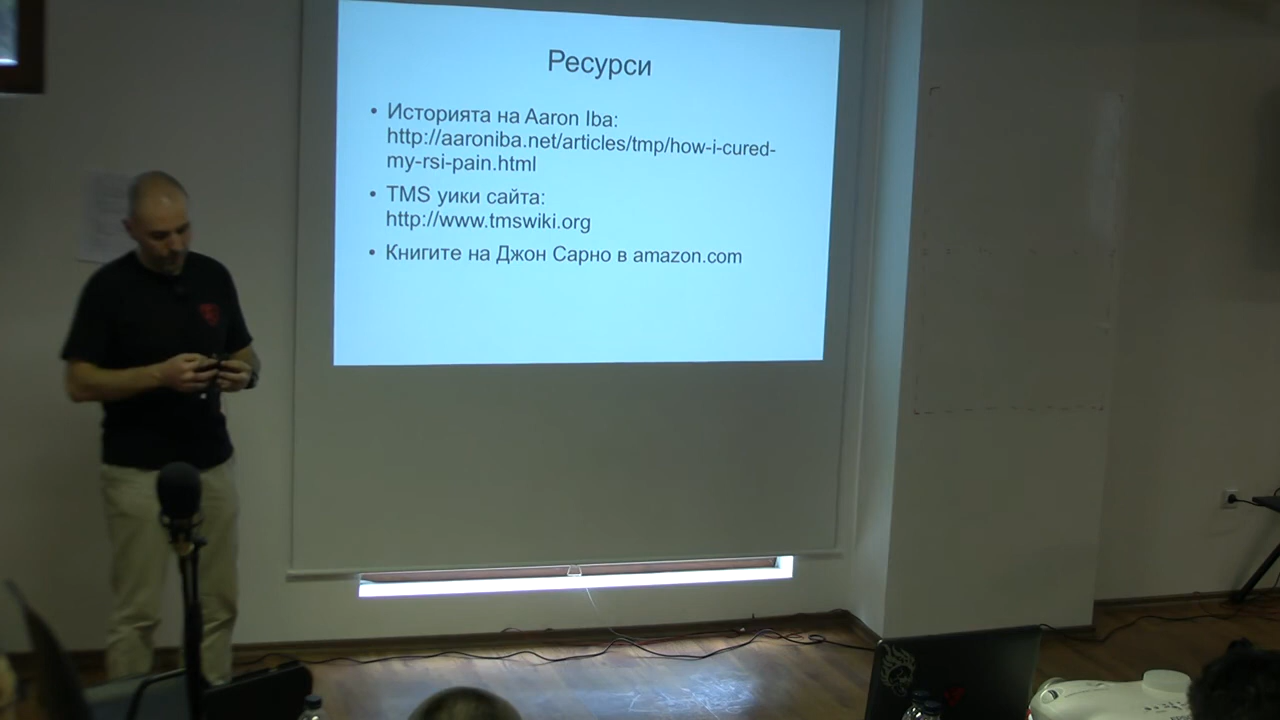 Ресурси
• Историята на Aaron Iba:
http://aaroniba.net/articles/tmp/how-i-cured-
my-rsi-pain.html
• TMS уики сайта:
http://www.tmswiki.org
• Книгите на Джон Сарно в amazon.com